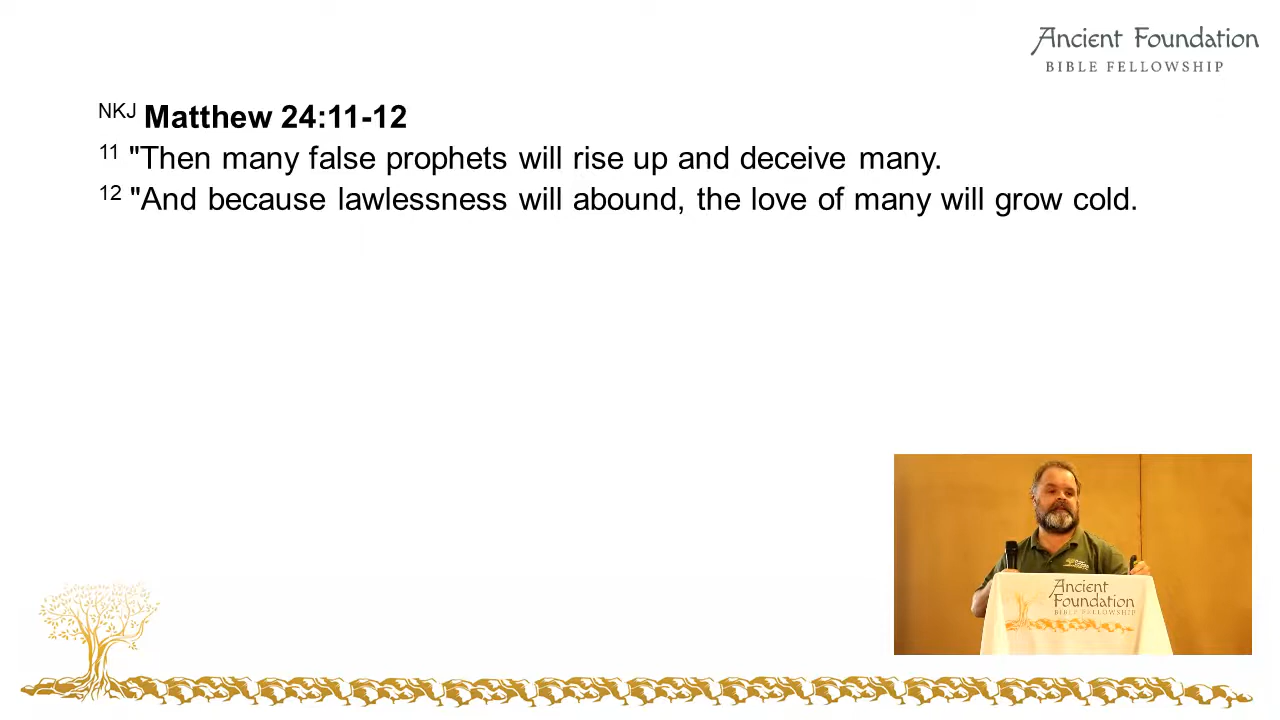 Ancient Foundation
BIBLE FELLOWSHIP
NKJ Matthew 24:11-12
11 "Then many false prophets will rise up and deceive many.
12 "And because lawlessness will abound, the love of many will grow cold.
Ancient
Foundation
BIBLE FELLOWSHIP